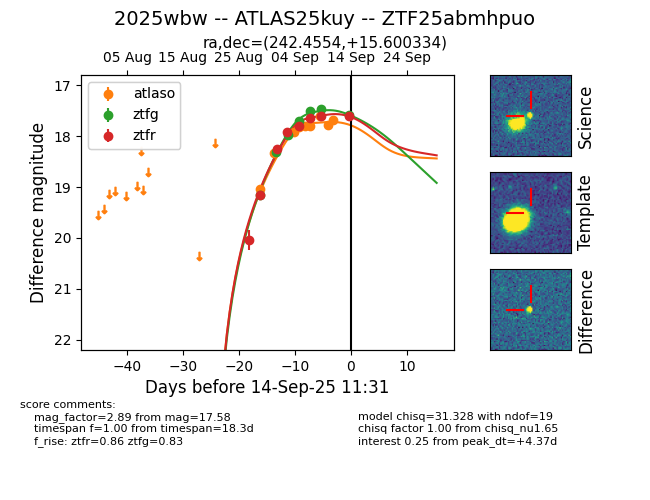 2025wbw -- ATLAS25kuy -- ZTF25abmhpuo
ra,dec=(242.4554,+15.600334)
05 Aug 15 Aug 25 Aug 04 Sep 14 Sep 24 Sep
17
18
19
20
21
22
Difference magnitude
atlaso
ztfg
ztfr
−40 −30 −20 −10 0 10
Days before 14-Sep-25 11:31
Science
Template
Difference
score comments:
mag_factor=2.89 from mag=17.58
timespan f=1.00 from timespan=18.3d
f_rise: ztfr=0.86 ztfg=0.83
model chisq=31.328 with ndof=19
chisq factor 1.00 from chisq_nu1.65
interest 0.25 from peak_dt=+4.37d